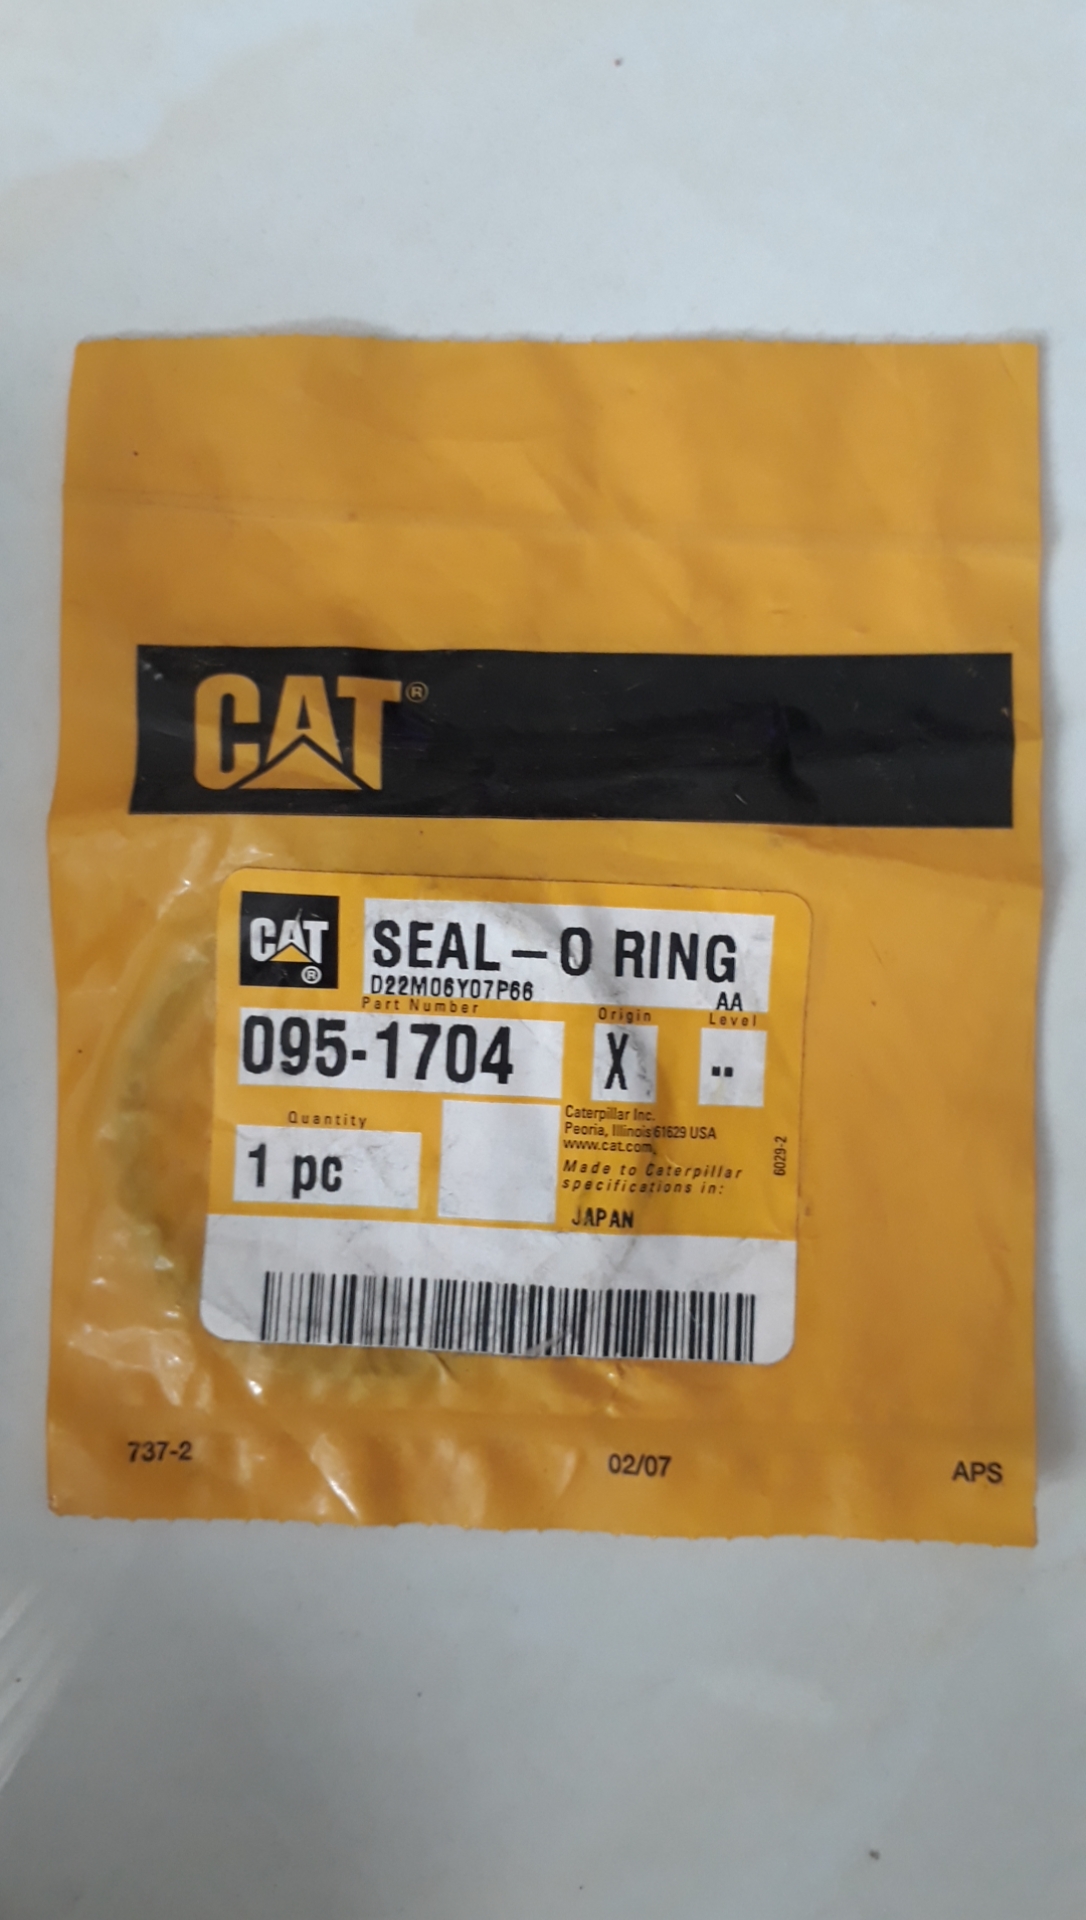 CAT®
CAT®
SEAL-O RING
D22M06Y07P66 AA
Part Number Origin Level
095-1704 X --
Quantity
1 pc
Caterpillar Inc.
Peoria, Illinois 61629 USA
www.cat.com
Made to Caterpillar
specifications in:
JAPAN
6029-2
737-2 02/07 APS